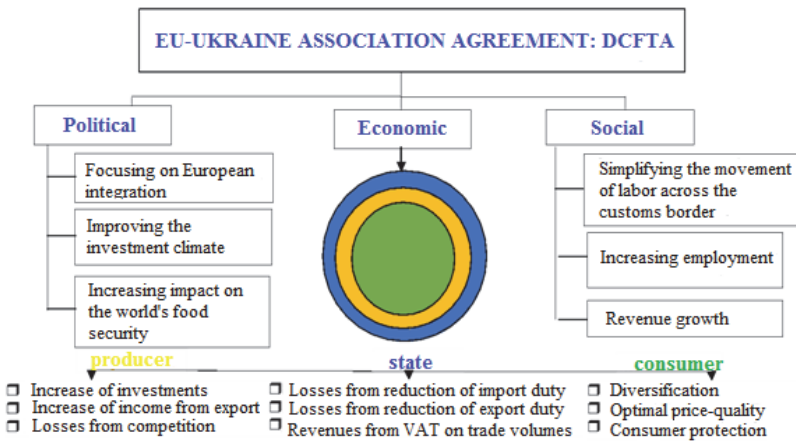 EU-UKRAINE ASSOCIATION AGREEMENT: DCFTA
Political
Economic
Social
Focusing on European
integration
Improving the
investment climate
Increasing impact on
the world's food
security
Simplifying the movement
of labor across the
customs border
Increasing employment
Revenue growth
producer
state
consumer
❒ Increase of investments
❒ Increase of income from export
❒ Losses from competition
❒ Losses from reduction of import duty
❒ Losses from reduction of export duty
❒ Revenues from VAT on trade volumes
❒ Diversification
❒ Optimal price-quality
❒ Consumer protection